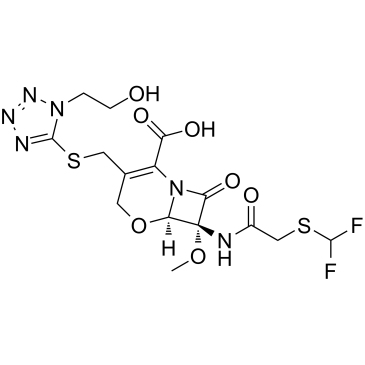 N N OH
N N O OH
S N O
O H O S F
N H F
O